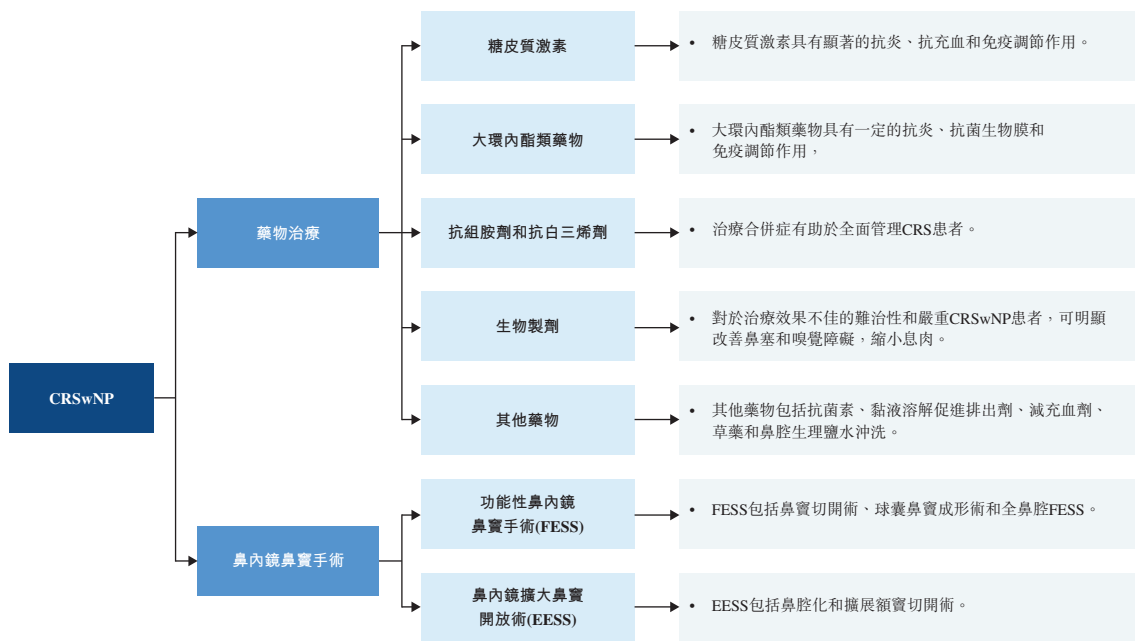 CRSwNP
藥物治療
糖皮質激素
• 糖皮質激素具有顯著的抗炎、抗充血和免疫調節作用。
大環內酯類藥物
• 大環內酯類藥物具有一定的抗炎、抗菌生物膜和
免疫調節作用，
抗組胺劑和抗白三烯劑
• 治療合併症有助於全面管理CRS患者。
生物製劑
• 對於治療效果不佳的難治性和嚴重CRSwNP患者，可明顯
改善鼻塞和嗅覺障礙，縮小息肉。
其他藥物
• 其他藥物包括抗菌素、黏液溶解促進排出劑、減充血劑、
草藥和鼻腔生理鹽水沖洗。
鼻內鏡鼻竇手術
功能性鼻內鏡
鼻竇手術(FESS)
• FESS包括鼻竇切開術、球囊鼻竇成形術和全鼻腔FESS。
鼻內鏡擴大鼻竇
開放術(EESS)
• EESS包括鼻腔化和擴展額竇切開術。